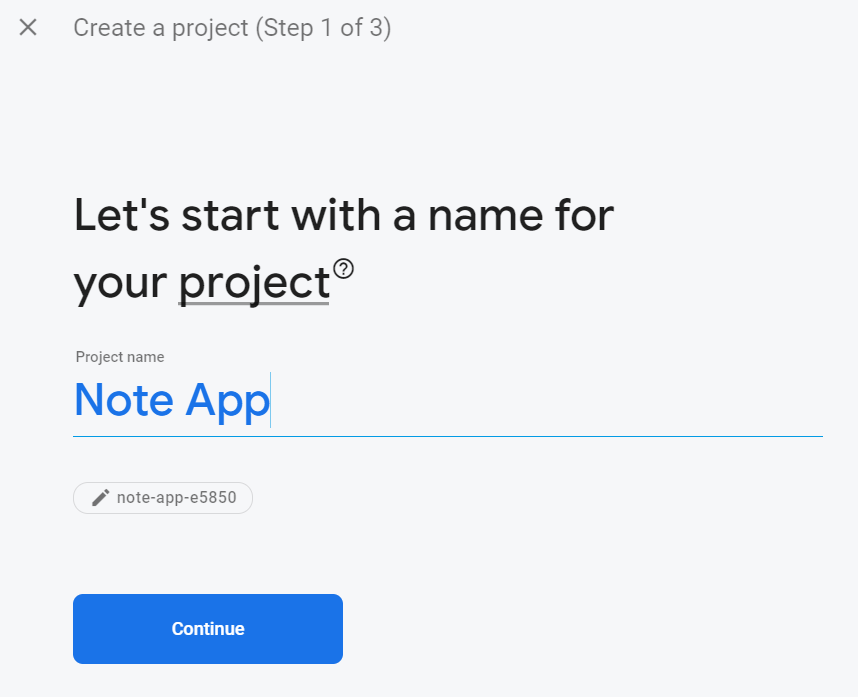 Create a project (Step 1 of 3)
Let's start with a name for
your project
Project name
Note App
note-app-e5850
Continue